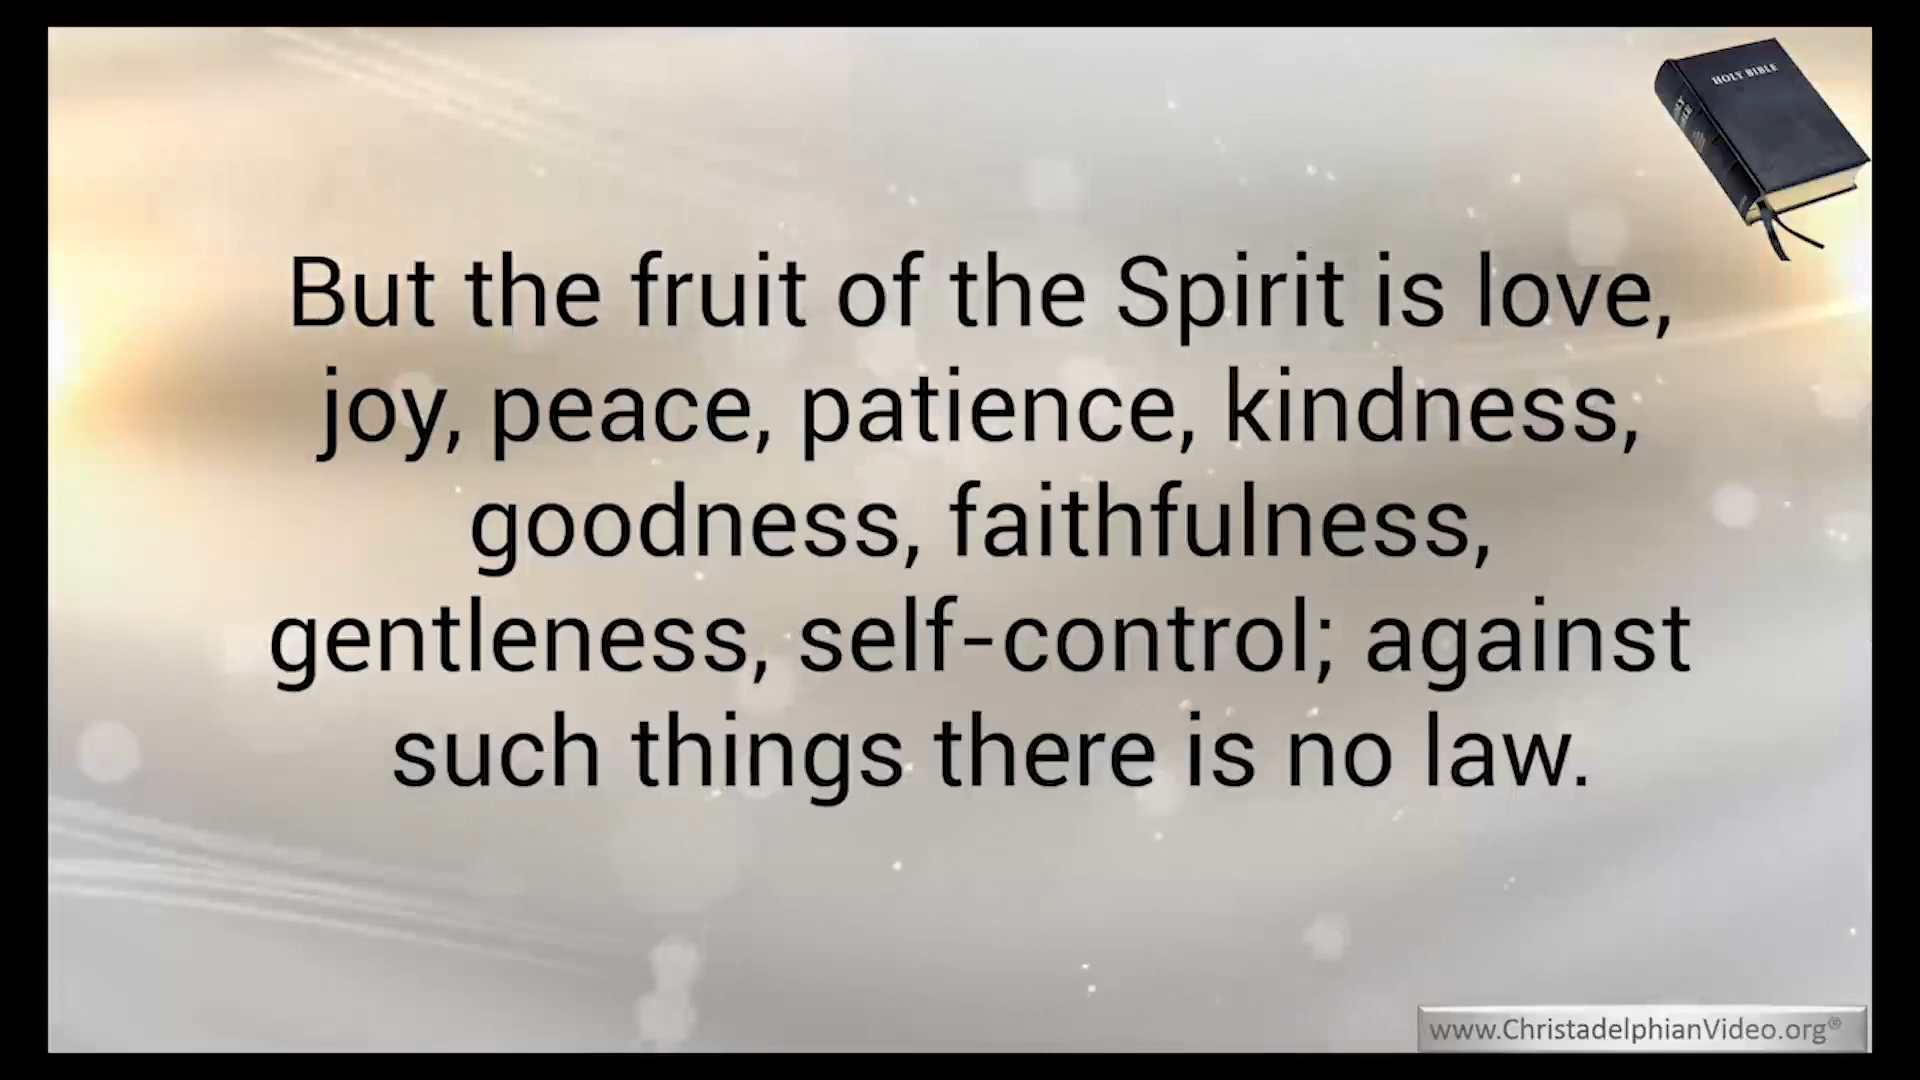 HOLY BIBLE
But the fruit of the Spirit is love,
joy, peace, patience, kindness,
goodness, faithfulness,
gentleness, self-control; against
such things there is no law.
www.ChristadelphianVideo.org®